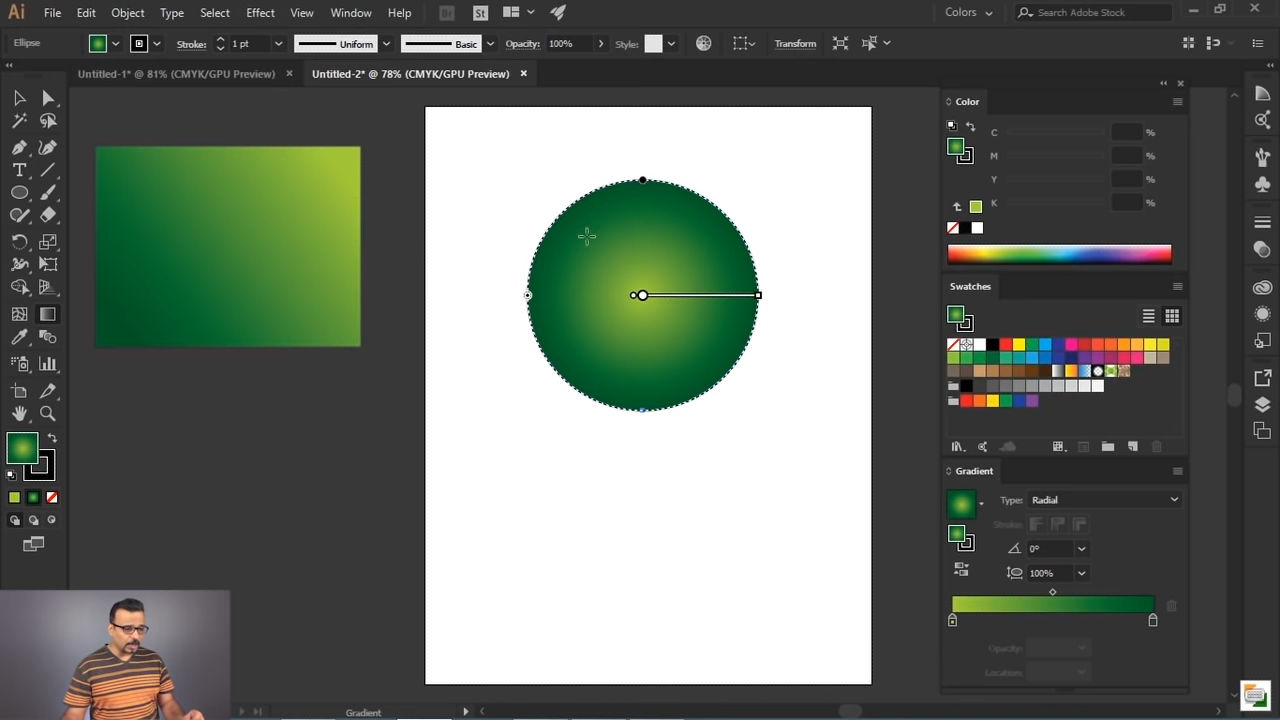 Ai File Edit Object Type Select Effect View Window Help Br St Colors Search Adobe Stock
Ellipse Stroke: 1 pt Uniform Basic Opacity: 100% Style: Transform
Untitled-1* @ 81% (CMYK/GPU Preview) Untitled-2* @ 78% (CMYK/GPU Preview)
Color
C %
M %
Y %
K %
Swatches
Gradient
Type: Radial
Stroke:
0°
100%
Opacity:
Location:
Gradient